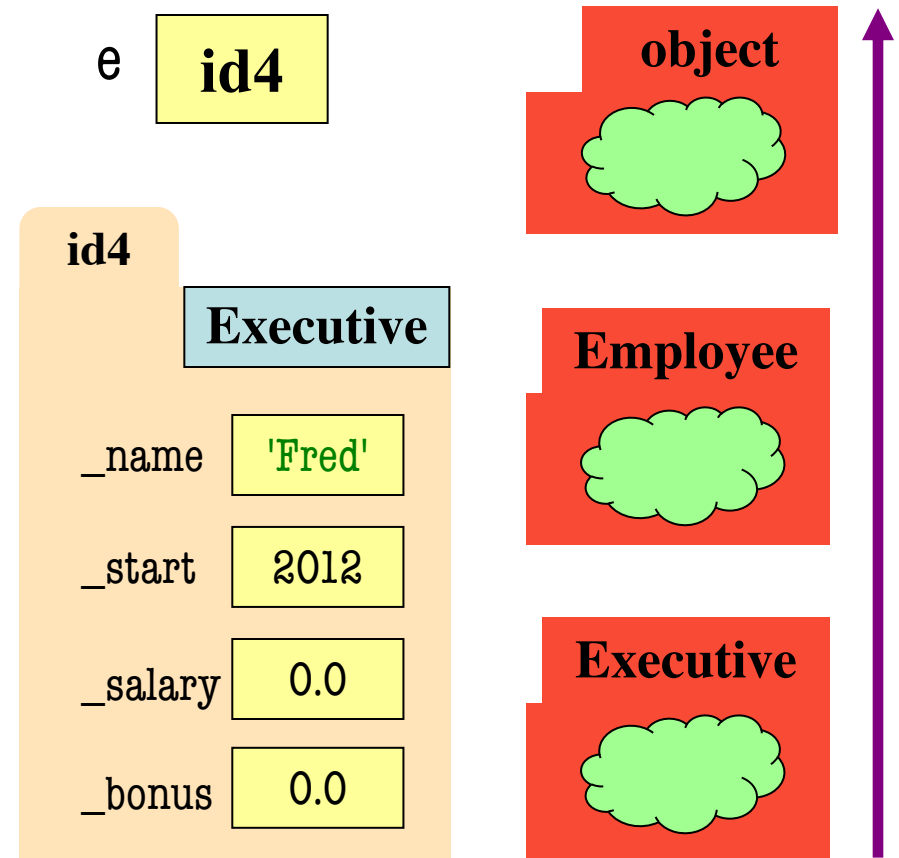 e id4
id4
Executive
_name 'Fred'
_start 2012
_salary 0.0
_bonus 0.0
object
Employee
Executive